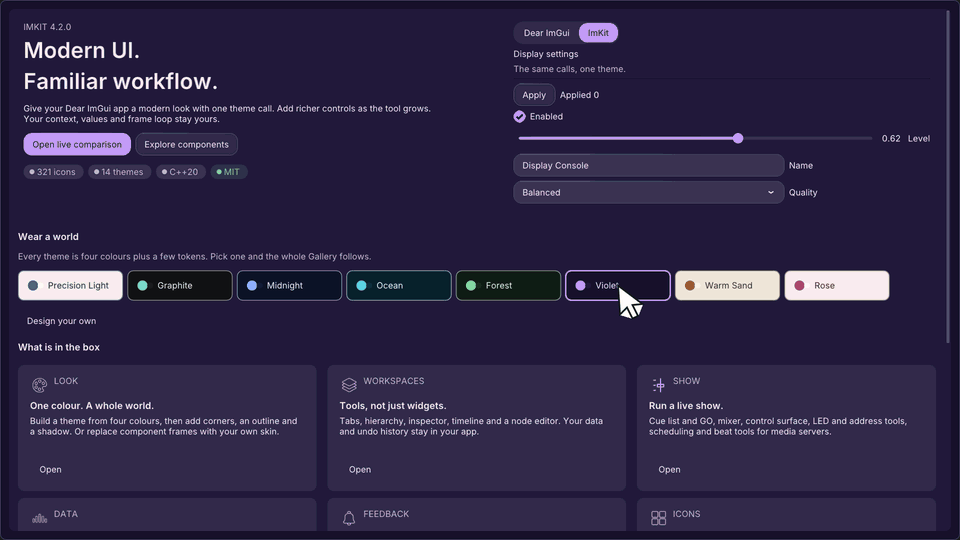 IMKIT 4.2.0
Modern UI.
Familiar workflow.
Give your Dear ImGui app a modern look with one theme call. Add richer controls as the tool grows.
Your context, values and frame loop stay yours.
Open live comparison
Explore components
321 icons
14 themes
C++20
MIT
Dear ImGui
ImKit
Display settings
The same calls, one theme.
Apply
Applied 0
Enabled
0.62 Level
Display Console
Name
Balanced
Quality
Wear a world
Every theme is four colours plus a few tokens. Pick one and the whole Gallery follows.
Precision Light
Graphite
Midnight
Ocean
Forest
Violet
Warm Sand
Rose
Design your own
What is in the box
LOOK
One colour. A whole world.
Build a theme from four colours, then add corners, an outline and
a shadow. Or replace component frames with your own skin.
Open
WORKSPACES
Tools, not just widgets.
Tabs, hierarchy, inspector, timeline and a node editor. Your data
and undo history stay in your app.
Open
SHOW
Run a live show.
Cue list and GO, mixer, control surface, LED and address tools,
scheduling and beat tools for media servers.
Open
DATA
FEEDBACK
ICONS